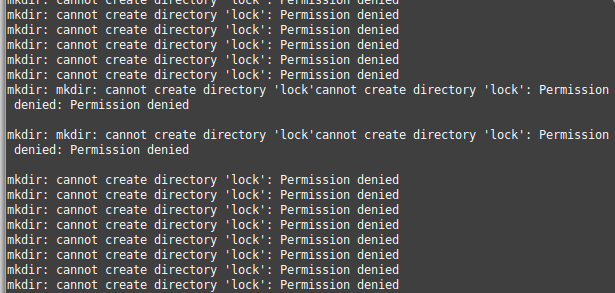 mkdir: cannot create directory 'lock': Permission denied
mkdir: cannot create directory 'lock': Permission denied
mkdir: cannot create directory 'lock': Permission denied
mkdir: cannot create directory 'lock': Permission denied
mkdir: cannot create directory 'lock': Permission denied
mkdir: cannot create directory 'lock': Permission denied
mkdir: mkdir: cannot create directory 'lock'cannot create directory 'lock': Permission
denied: Permission denied
mkdir: mkdir: cannot create directory 'lock'cannot create directory 'lock': Permission
denied: Permission denied
mkdir: cannot create directory 'lock': Permission denied
mkdir: cannot create directory 'lock': Permission denied
mkdir: cannot create directory 'lock': Permission denied
mkdir: cannot create directory 'lock': Permission denied
mkdir: cannot create directory 'lock': Permission denied
mkdir: cannot create directory 'lock': Permission denied
mkdir: cannot create directory 'lock': Permission denied
mkdir: cannot create directory 'lock': Permission denied